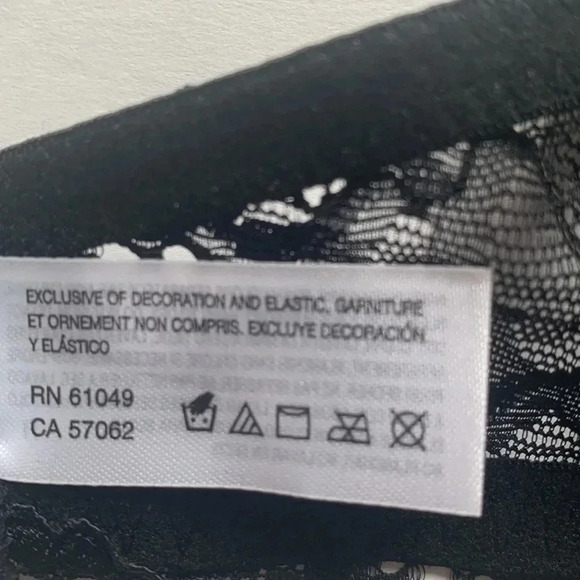 EXCLUSIVE OF DECORATION AND ELASTIC. GARNITURE
ET ORNEMENT NON COMPRIS. EXCLUYE DECORACIÓN
Y ELÁSTICO
RN 61049
CA 57062